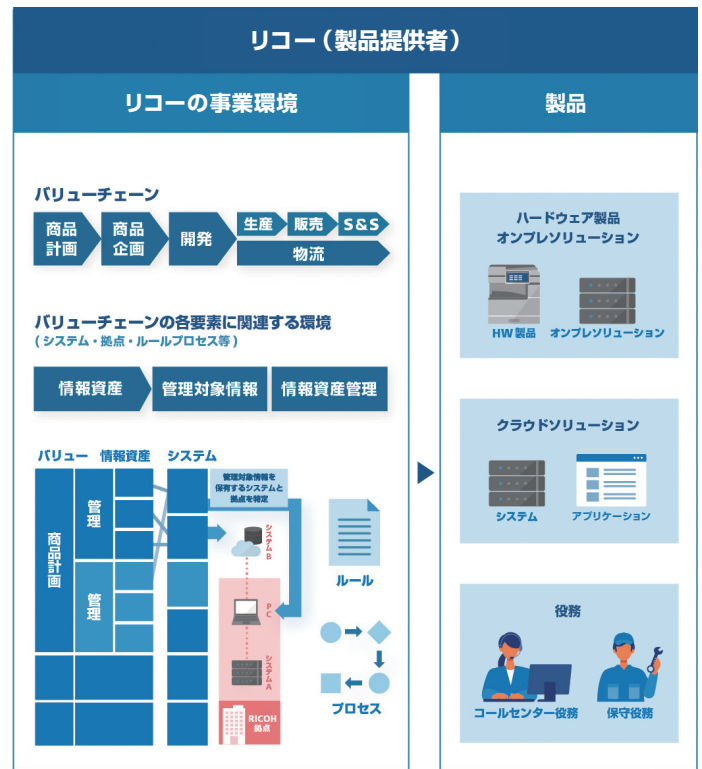 リコー（製品提供者）
リコーの事業環境
バリューチェーン
商品
計画
商品
企画
開発
生産
販売
S&S
物流
バリューチェーンの各要素に関連する環境
（システム・拠点・ルールプロセス等）
情報資産
管理対象情報
情報資産管理
バリュー
情報資産
システム
商品計画
管理
管理
管理対象情報を
保有するシステムと
拠点を特定
システムB
PC
システムA
RICOH
拠点
ルール
プロセス
製品
ハードウェア製品
オンプレソリューション
HW製品
オンプレソリューション
クラウドソリューション
システム
アプリケーション
役務
コールセンター役務
保守役務